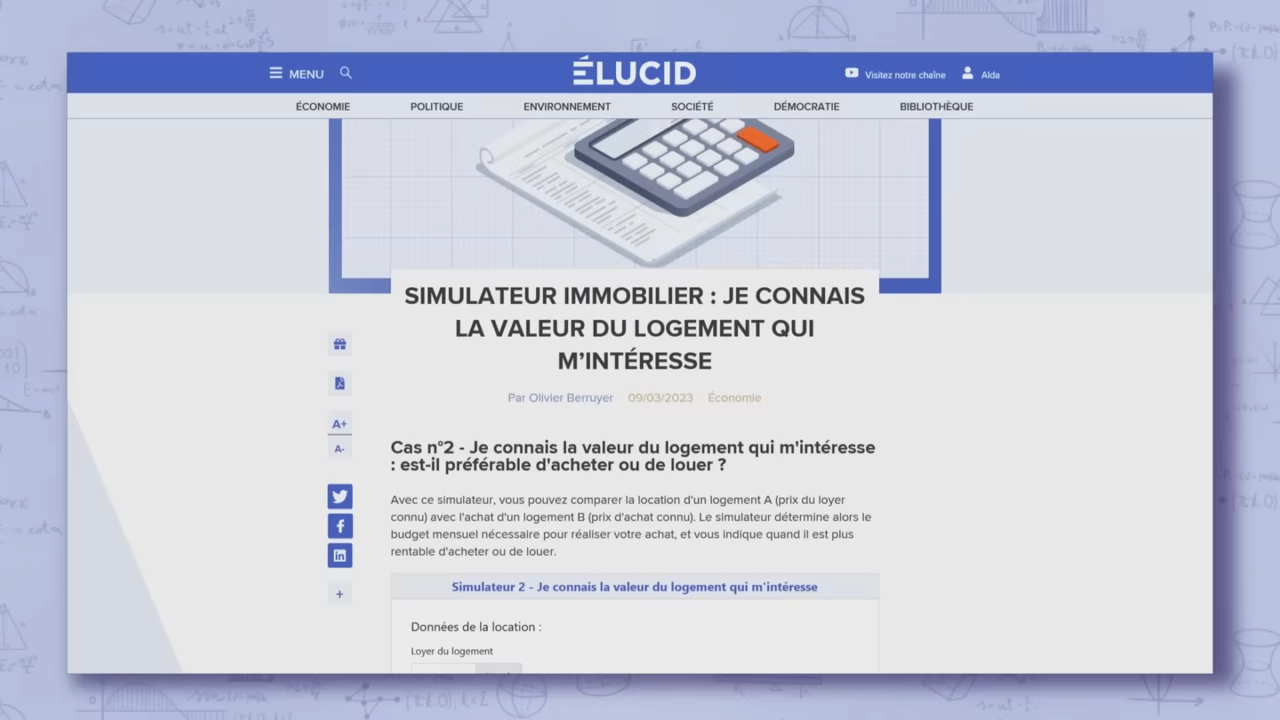 MENU
ÉLUCID
Visitez notre chaîne
Alda
ÉCONOMIE
POLITIQUE
ENVIRONNEMENT
SOCIÉTÉ
DÉMOCRATIE
BIBLIOTHÈQUE
SIMULATEUR IMMOBILIER : JE CONNAIS
LA VALEUR DU LOGEMENT QUI
M'INTÉRESSE
Par Olivier Berruyer 09/03/2023 Économie
A+
A-
+
Cas n°2 - Je connais la valeur du logement qui m'intéresse
: est-il préférable d'acheter ou de louer ?
Avec ce simulateur, vous pouvez comparer la location d'un logement A (prix du loyer
connu) avec l'achat d'un logement B (prix d'achat connu). Le simulateur détermine alors le
budget mensuel nécessaire pour réaliser votre achat, et vous indique quand il est plus
rentable d'acheter ou de louer.
Simulateur 2 - Je connais la valeur du logement qui m'intéresse
Données de la location :
Loyer du logement